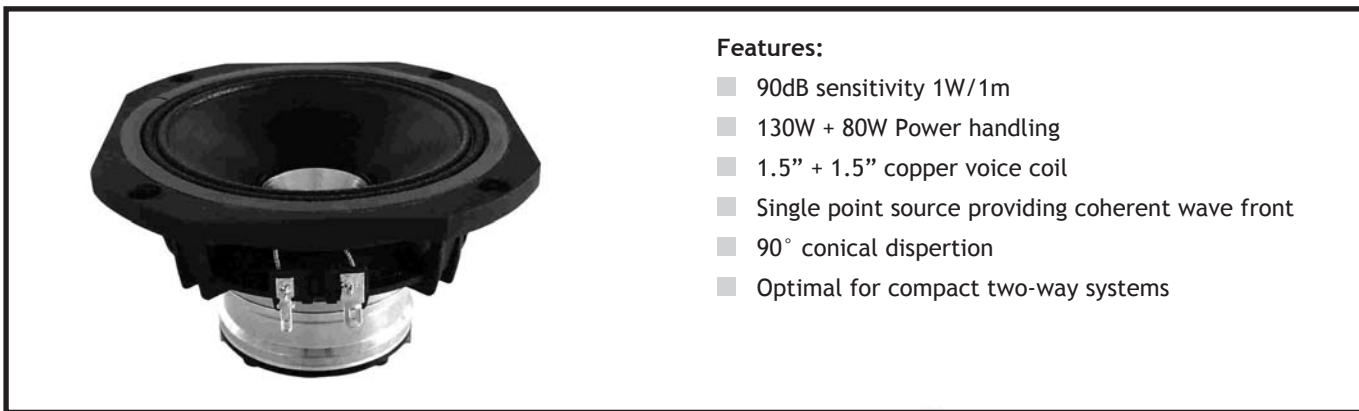 Features:
90dB sensitivity 1W/1m
130W + 80W Power handling
1.5” + 1.5” copper voice coil
Single point source providing coherent wave front
90° conical dispertion
Optimal for compact two-way systems